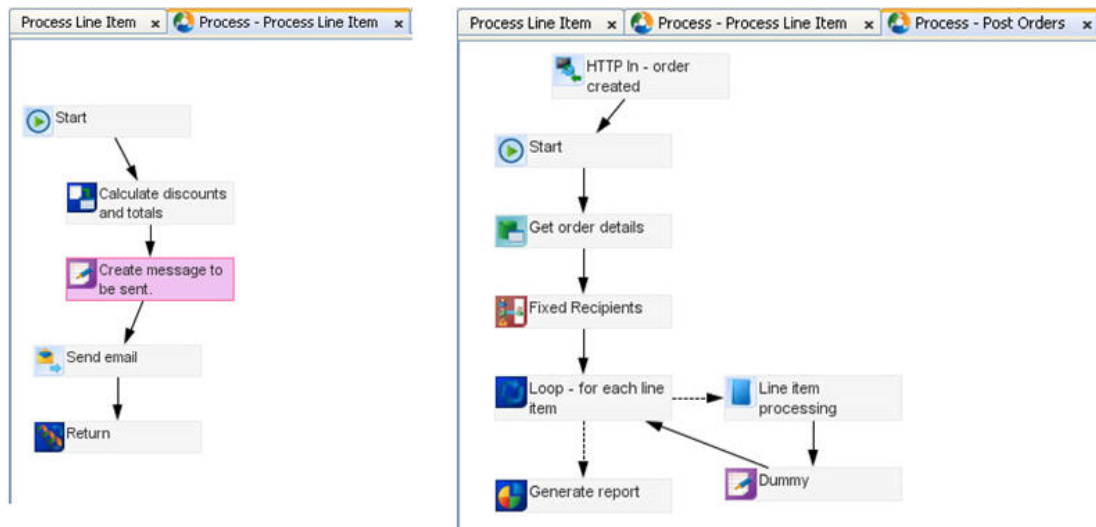 Process Line Item x Process - Process Line Item x
Start
Calculate discounts
and totals
Create message to
be sent.
Send email
Return
Process Line Item x Process - Process Line Item x Process - Post Orders x
HTTP In - order
created
Start
Get order details
Fixed Recipients
Loop - for each line
item
Line item
processing
Dummy
Generate report